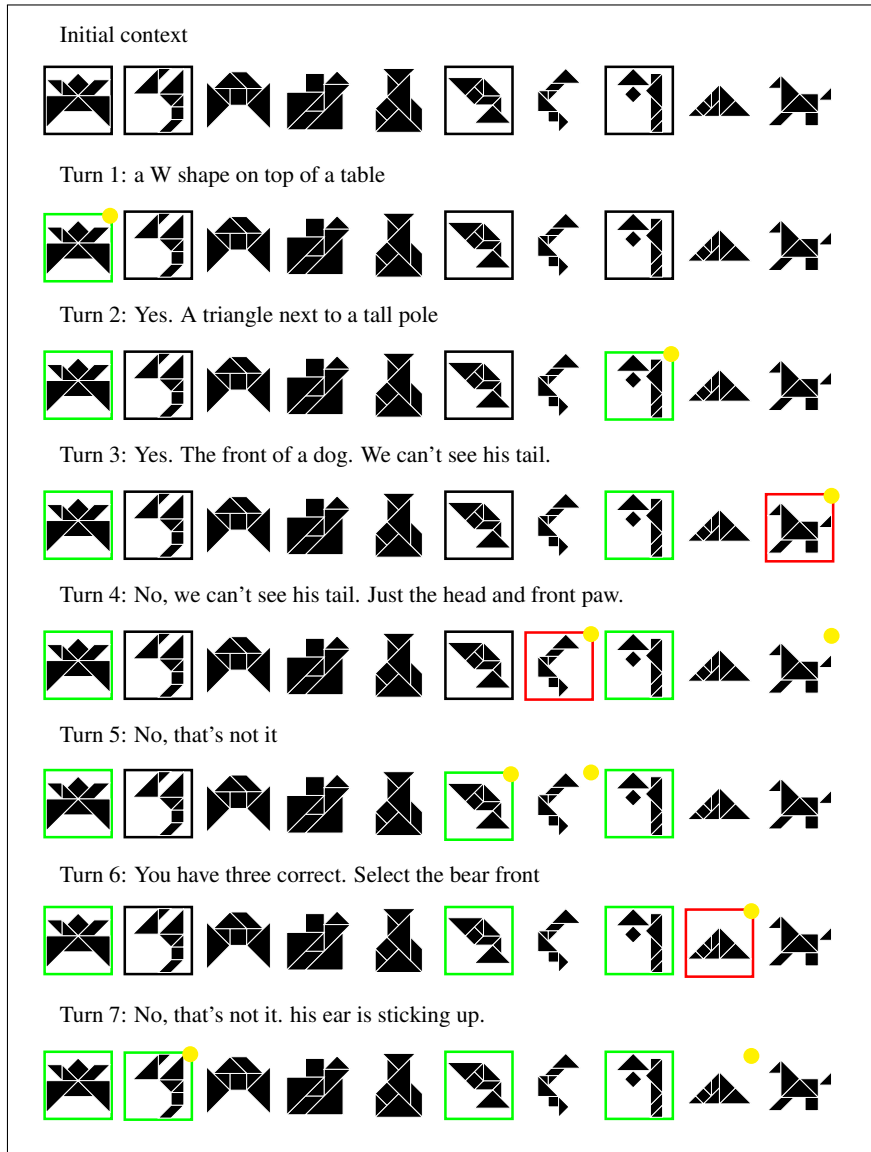 Initial context
Turn 1: a W shape on top of a table
Turn 2: Yes. A triangle next to a tall pole
Turn 3: Yes. The front of a dog. We can't see his tail.
Turn 4: No, we can't see his tail. Just the head and front paw.
Turn 5: No, that's not it
Turn 6: You have three correct. Select the bear front
Turn 7: No, that's not it. his ear is sticking up.